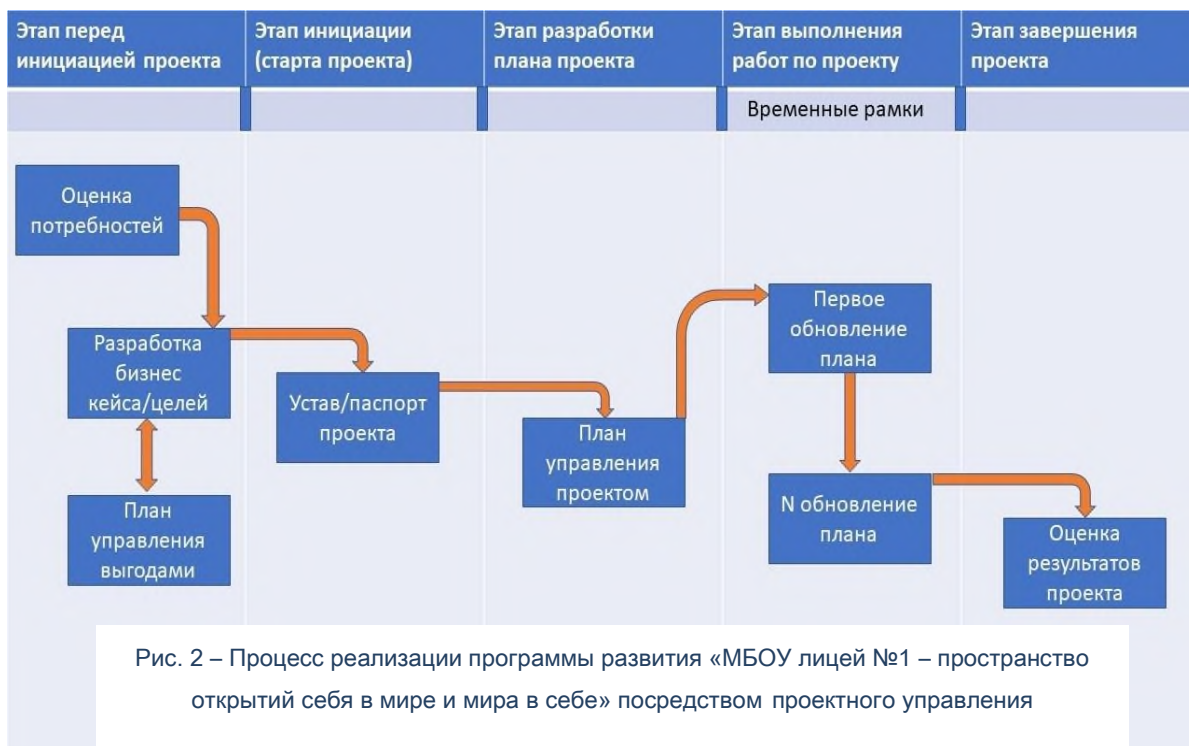 Этап перед
инициацией проекта
Этап инициации
(старта проекта)
Этап разработки
плана проекта
Этап выполнения
работ по проекту
Этап завершения
проекта
Временные рамки
Оценка
потребностей
Разработка
бизнес
кейса/целей
План
управления
выгодами
Устав/паспорт
проекта
План
управления
проектом
Первое
обновление
плана
N обновление
плана
Оценка
результатов
проекта
Рис. 2 – Процесс реализации программы развития «МБОУ лицей №1 – пространство
открытий себя в мире и мира в себе» посредством проектного управления